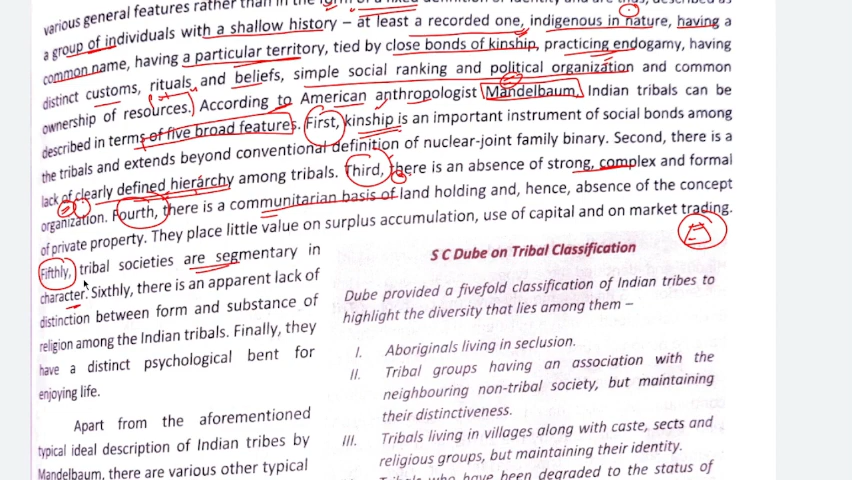 various general features rather than in the form of a fixed definition of identity and are thus, described as
a group of individuals with a shallow history – at least a recorded one, indigenous in nature, having a
common name, having a particular territory, tied by close bonds of kinship, practicing endogamy, having
distinct customs, rituals and beliefs, simple social ranking and political organization and common
ownership of resources. According to American anthropologist Mandelbaum, Indian tribals can be
described in terms of five broad features. First, kinship is an important instrument of social bonds among
the tribals and extends beyond conventional definition of nuclear-joint family binary. Second, there is a
lack of clearly defined hierarchy among tribals. Third, there is an absence of strong, complex and formal
organization. Fourth, there is a communitarian basis of land holding and, hence, absence of the concept
of private property. They place little value on surplus accumulation, use of capital and on market trading.
Fifthly, tribal societies are segmentary in
character. Sixthly, there is an apparent lack of
distinction between form and substance of
religion among the Indian tribals. Finally, they
have a distinct psychological bent for
enjoying life.
Apart from the aforementioned
typical ideal description of Indian tribes by
Mandelbaum, there are various other typical
S C Dube on Tribal Classification
Dube provided a fivefold classification of Indian tribes to
highlight the diversity that lies among them –
I. Aboriginals living in seclusion.
II. Tribal groups having an association with the
neighbouring non-tribal society, but maintaining
their distinctiveness.
III. Tribals living in villages along with caste, sects and
religious groups, but maintaining their identity.
Tribals who have been degraded to the status of